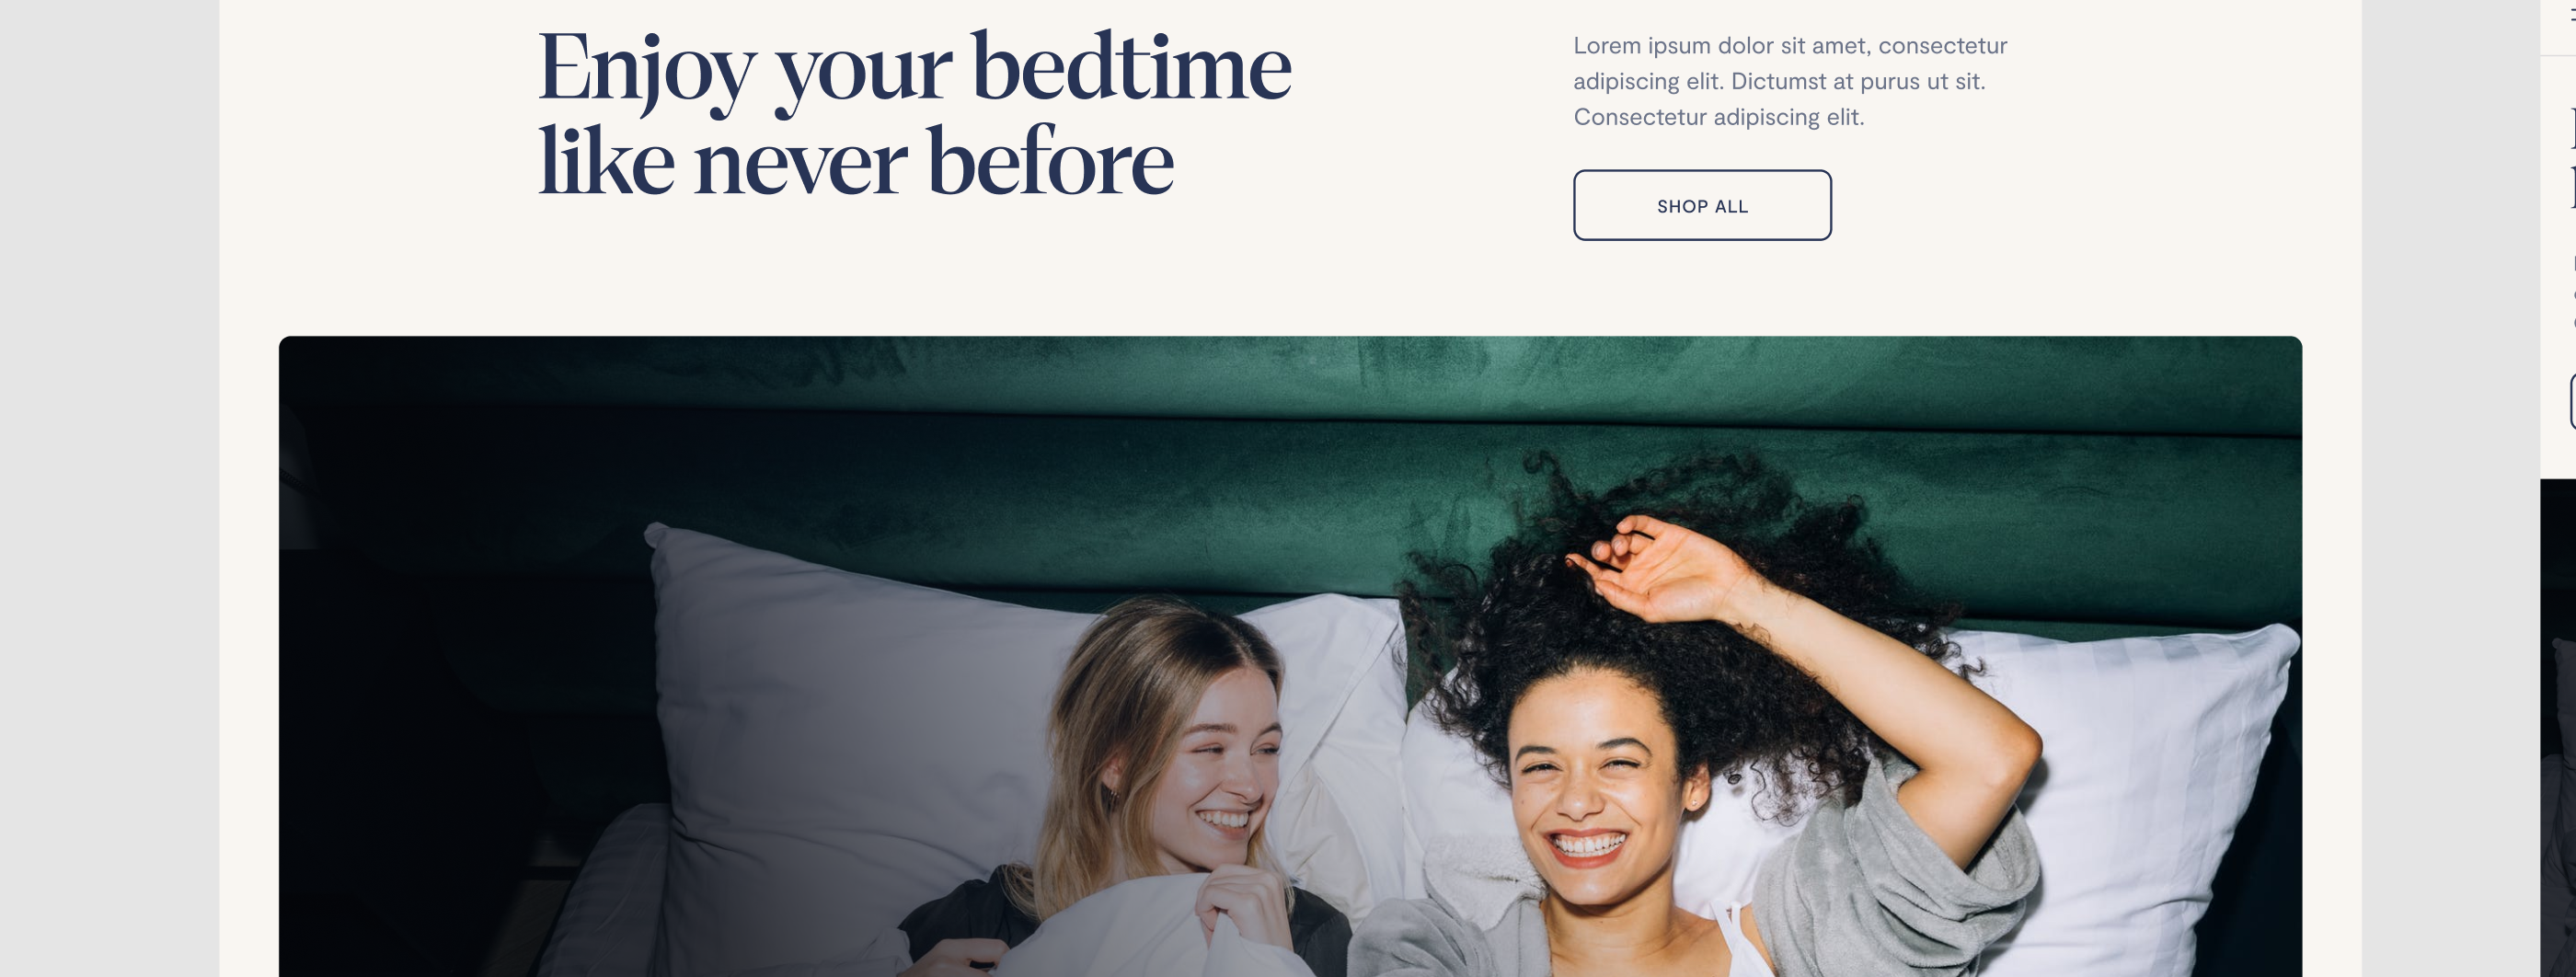 Enjoy your bedtime
like never before
Lorem ipsum dolor sit amet, consectetur
adipiscing elit. Dictumst at purus ut sit.
Consectetur adipiscing elit.
SHOP ALL